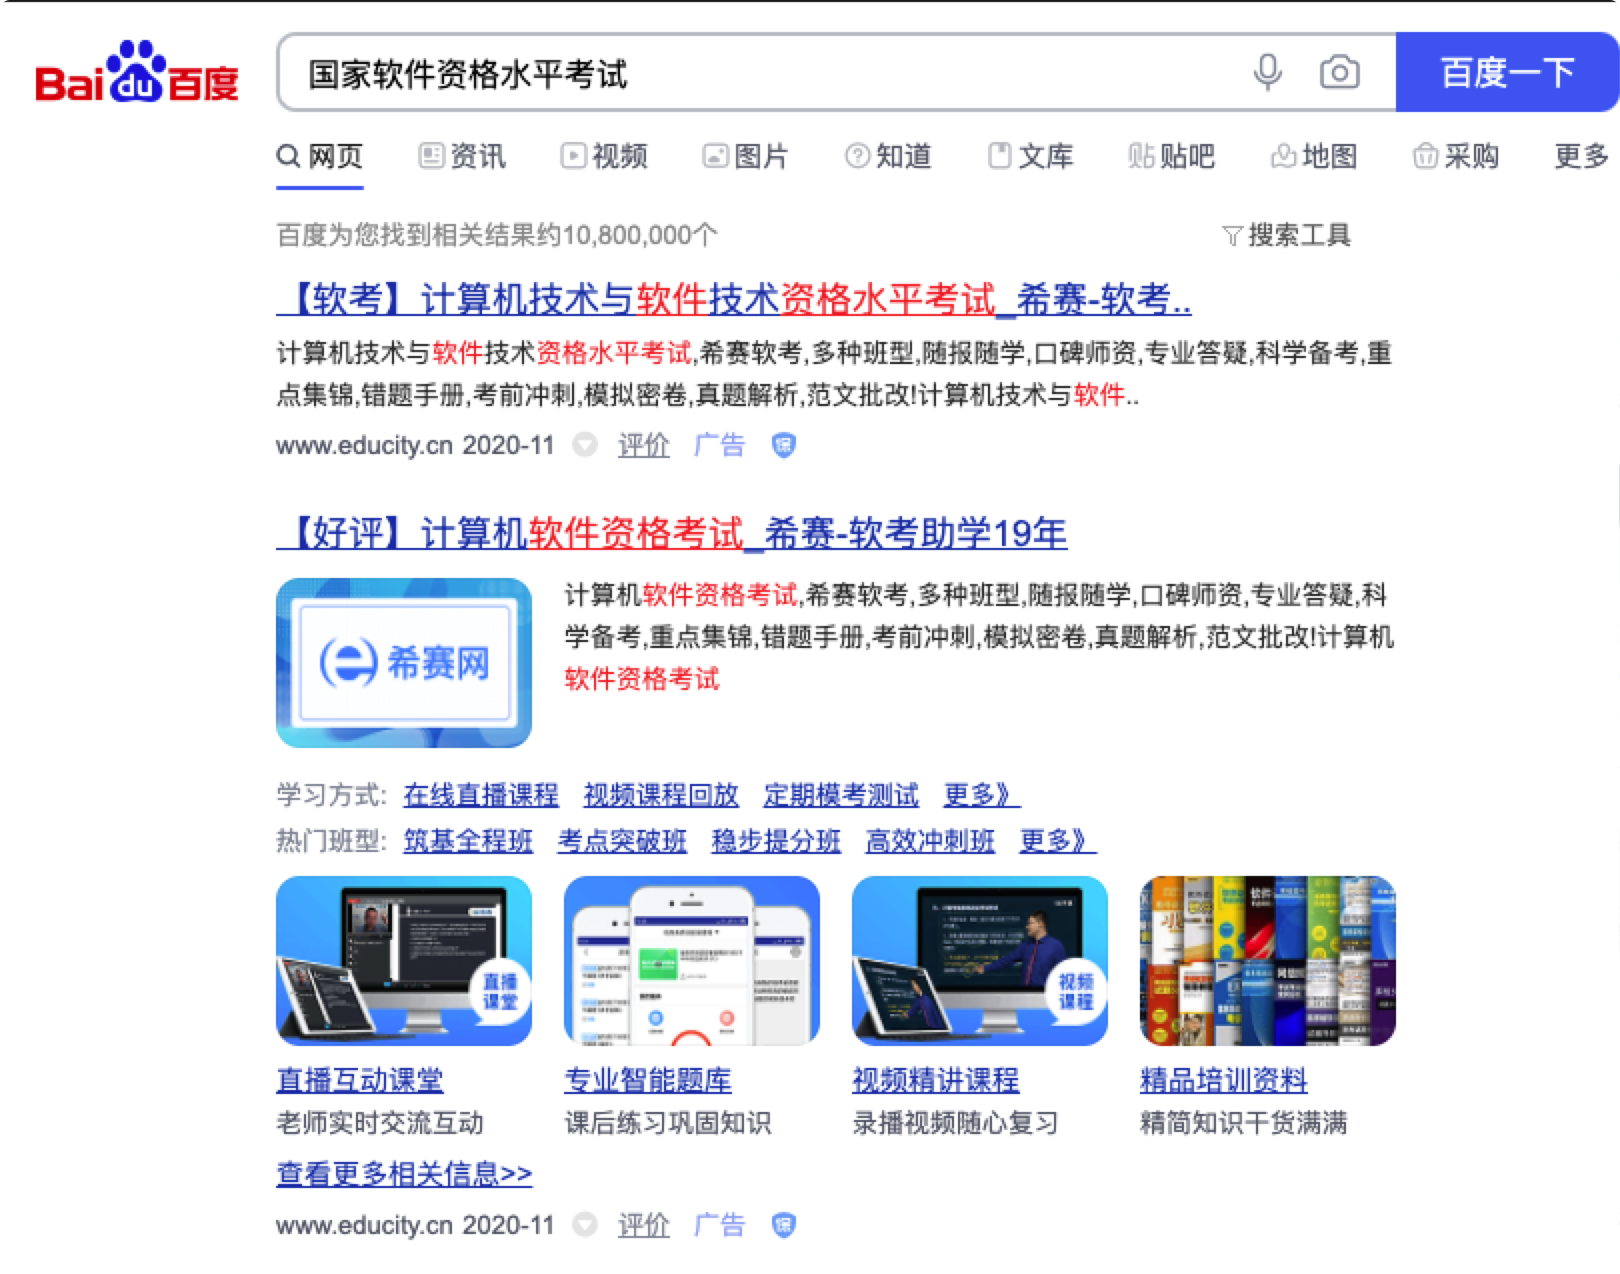 Bai du 百度
国家软件资格水平考试
百度一下
网页 资讯 视频 图片 知道 文库 贴吧 地图 采购 更多
百度为您找到相关结果约10,800,000个 搜索工具
【软考】计算机技术与软件技术资格水平考试_希赛-软考..
计算机技术与软件技术资格水平考试,希赛软考,多种班型,随报随学,口碑师资,专业答疑,科学备考,重
点集锦,错题手册,考前冲刺,模拟密卷,真题解析,范文批改!计算机技术与软件..
www.educity.cn 2020-11 评价 广告 保
【好评】计算机软件资格考试_希赛-软考助学19年
希赛网
计算机软件资格考试,希赛软考,多种班型,随报随学,口碑师资,专业答疑,科
学备考,重点集锦,错题手册,考前冲刺,模拟密卷,真题解析,范文批改!计算机
软件资格考试
学习方式: 在线直播课程 视频课程回放 定期模考测试 更多》
热门班型: 筑基全程班 考点突破班 稳步提分班 高效冲刺班 更多》
直播
课堂
视频
课程
直播互动课堂 专业智能题库 视频精讲课程 精品培训资料
老师实时交流互动 课后练习巩固知识 录播视频随心复习 精简知识干货满满
查看更多相关信息>>
www.educity.cn 2020-11 评价 广告 保